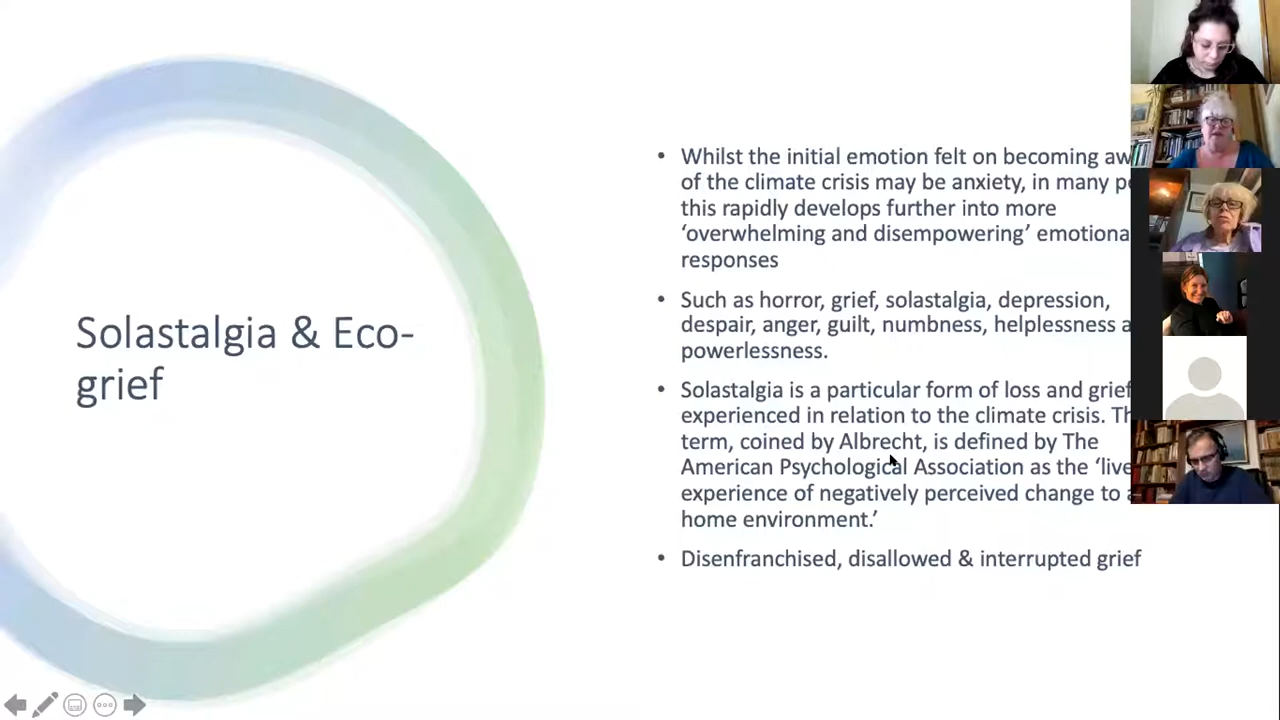 Solastalgia & Eco-
grief
• Whilst the initial emotion felt on becoming aw
of the climate crisis may be anxiety, in many p
this rapidly develops further into more
‘overwhelming and disempowering’ emotiona
responses
• Such as horror, grief, solastalgia, depression,
despair, anger, guilt, numbness, helplessness a
powerlessness.
• Solastalgia is a particular form of loss and grief
experienced in relation to the climate crisis. Th
term, coined by Albrecht, is defined by The
American Psychological Association as the ‘live
experience of negatively perceived change to a
home environment.’
• Disenfranchised, disallowed & interrupted grief